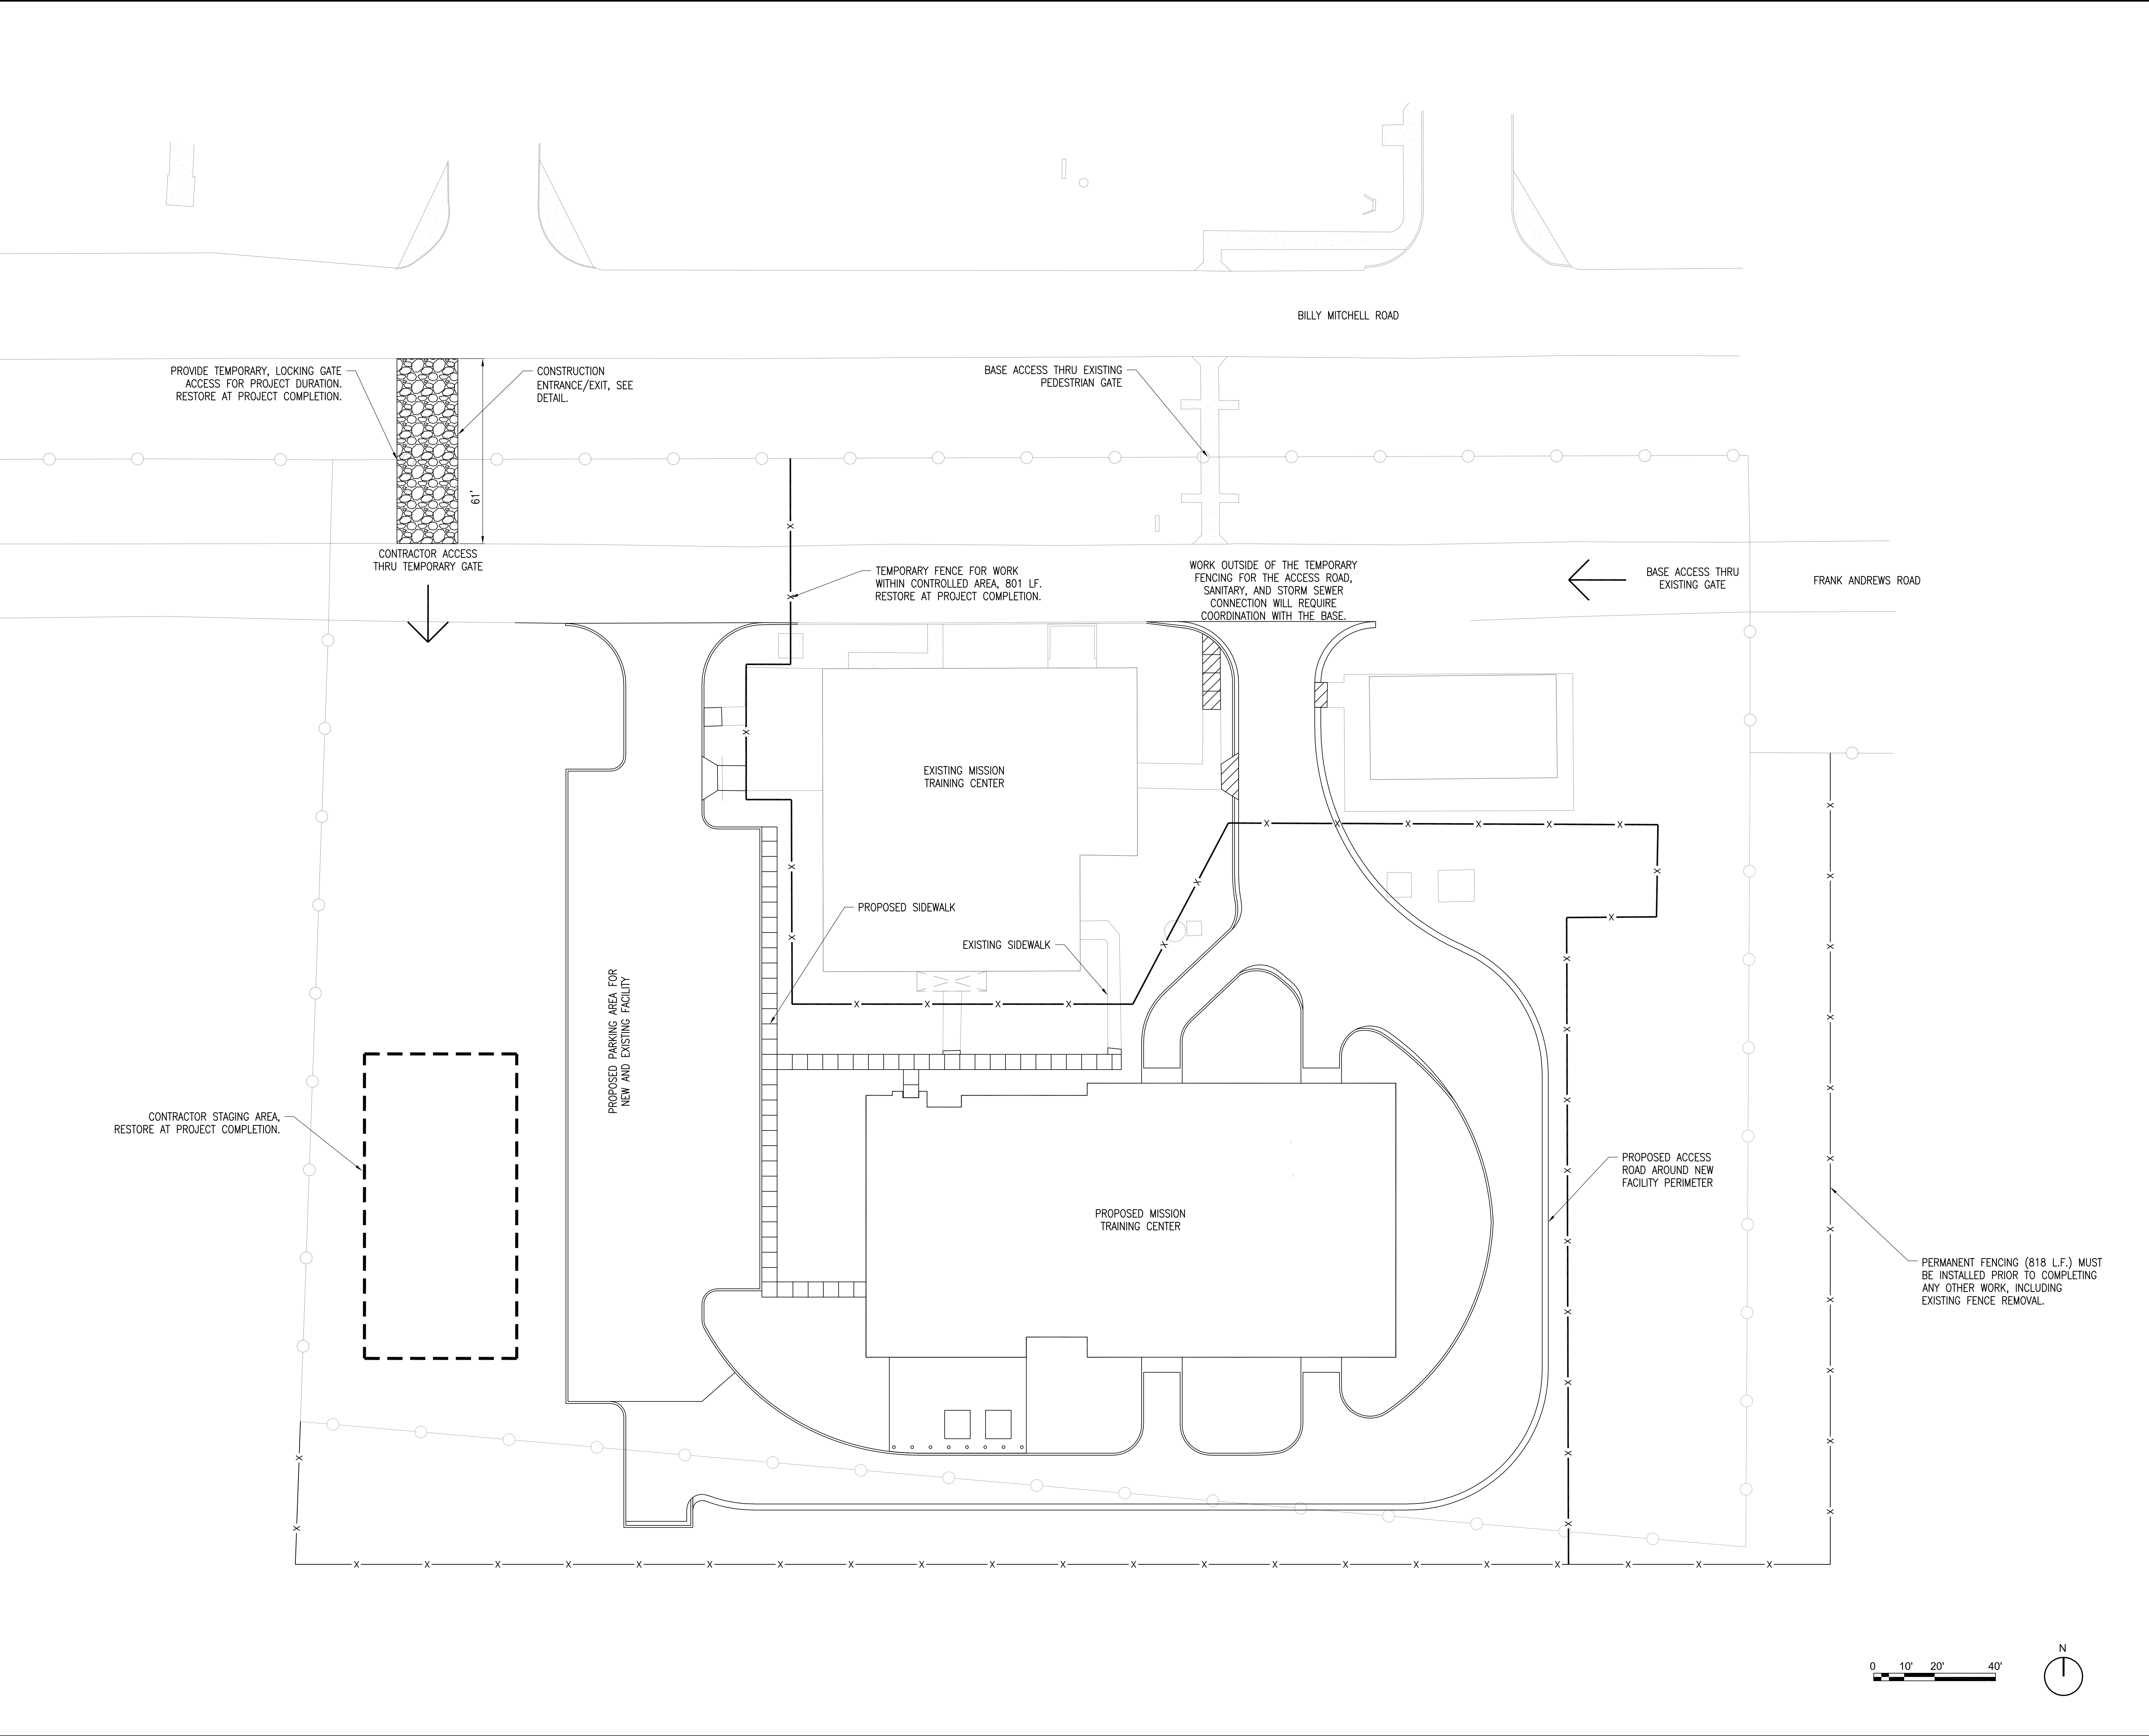 BILLY MITCHELL ROAD
PROVIDE TEMPORARY, LOCKING GATE
ACCESS FOR PROJECT DURATION.
RESTORE AT PROJECT COMPLETION.
CONSTRUCTION
ENTRANCE/EXIT, SEE
DETAIL.
BASE ACCESS THRU EXISTING
PEDESTRIAN GATE
61'
CONTRACTOR ACCESS
THRU TEMPORARY GATE
TEMPORARY FENCE FOR WORK
WITHIN CONTROLLED AREA, 801 LF.
RESTORE AT PROJECT COMPLETION.
WORK OUTSIDE OF THE TEMPORARY
FENCING FOR THE ACCESS ROAD,
SANITARY, AND STORM SEWER
CONNECTION WILL REQUIRE
COORDINATION WITH THE BASE.
BASE ACCESS THRU
EXISTING GATE
FRANK ANDREWS ROAD
EXISTING MISSION
TRAINING CENTER
PROPOSED SIDEWALK
EXISTING SIDEWALK
PROPOSED PARKING AREA FOR
NEW AND EXISTING FACILITY
CONTRACTOR STAGING AREA,
RESTORE AT PROJECT COMPLETION.
PROPOSED MISSION
TRAINING CENTER
PROPOSED ACCESS
ROAD AROUND NEW
FACILITY PERIMETER
PERMANENT FENCING (818 L.F.) MUST
BE INSTALLED PRIOR TO COMPLETING
ANY OTHER WORK, INCLUDING
EXISTING FENCE REMOVAL.
0 10' 20' 40'
N